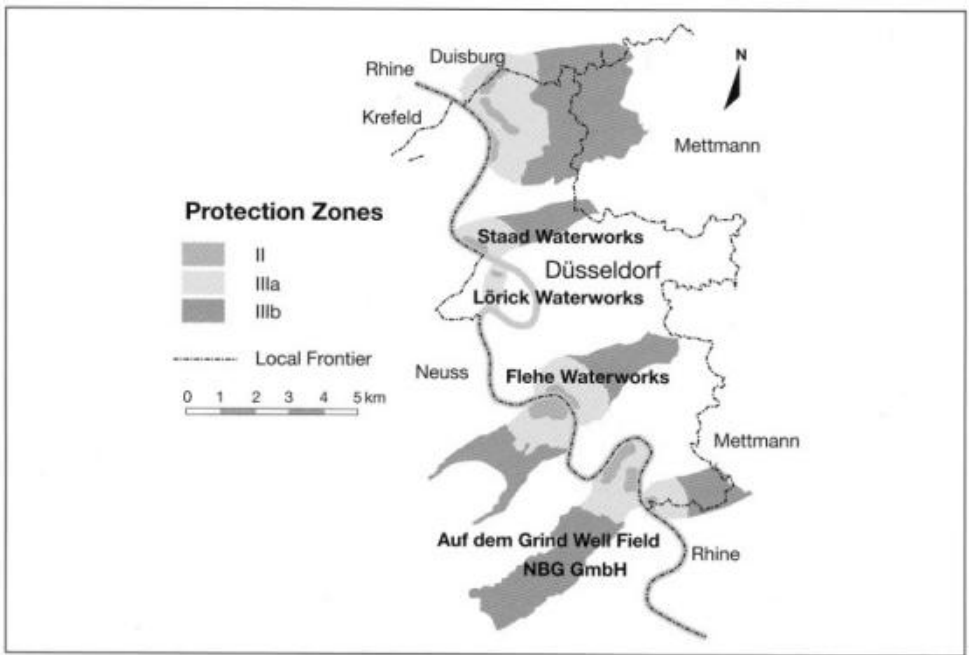 Duisburg
Rhine
Krefeld
N
Mettmann
Protection Zones
II
IIIa
IIIb
Local Frontier
0 1 2 3 4 5 km
Staad Waterworks
Düsseldorf
Lörick Waterworks
Neuss
Flehe Waterworks
Mettmann
Auf dem Grind Well Field
NBG GmbH
Rhine